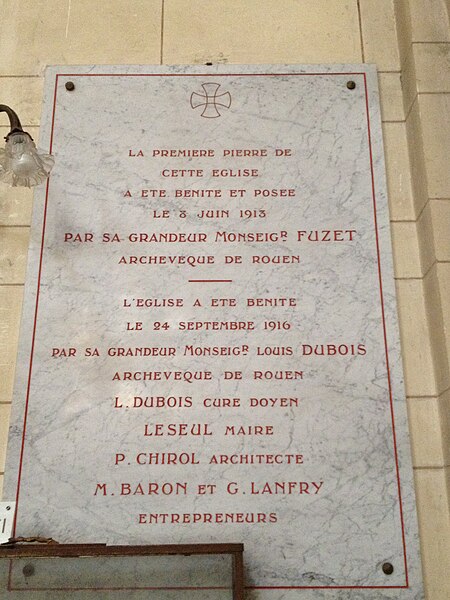 LA PREMIERE PIERRE DE
CETTE EGLISE
A ETE BENITE ET POSEE
LE 8 JUIN 1913
PAR SA GRANDEUR MONSEIGR FUZET
ARCHEVEQUE DE ROUEN
L'EGLISE A ETE BENITE
LE 24 SEPTEMBRE 1916
PAR SA GRANDEUR MONSEIGR LOUIS DUBOIS
ARCHEVEQUE DE ROUEN
L. DUBOIS CURE DOYEN
LESEUL MAIRE
P. CHIROL ARCHITECTE
M. BARON ET G. LANFRY
ENTREPRENEURS